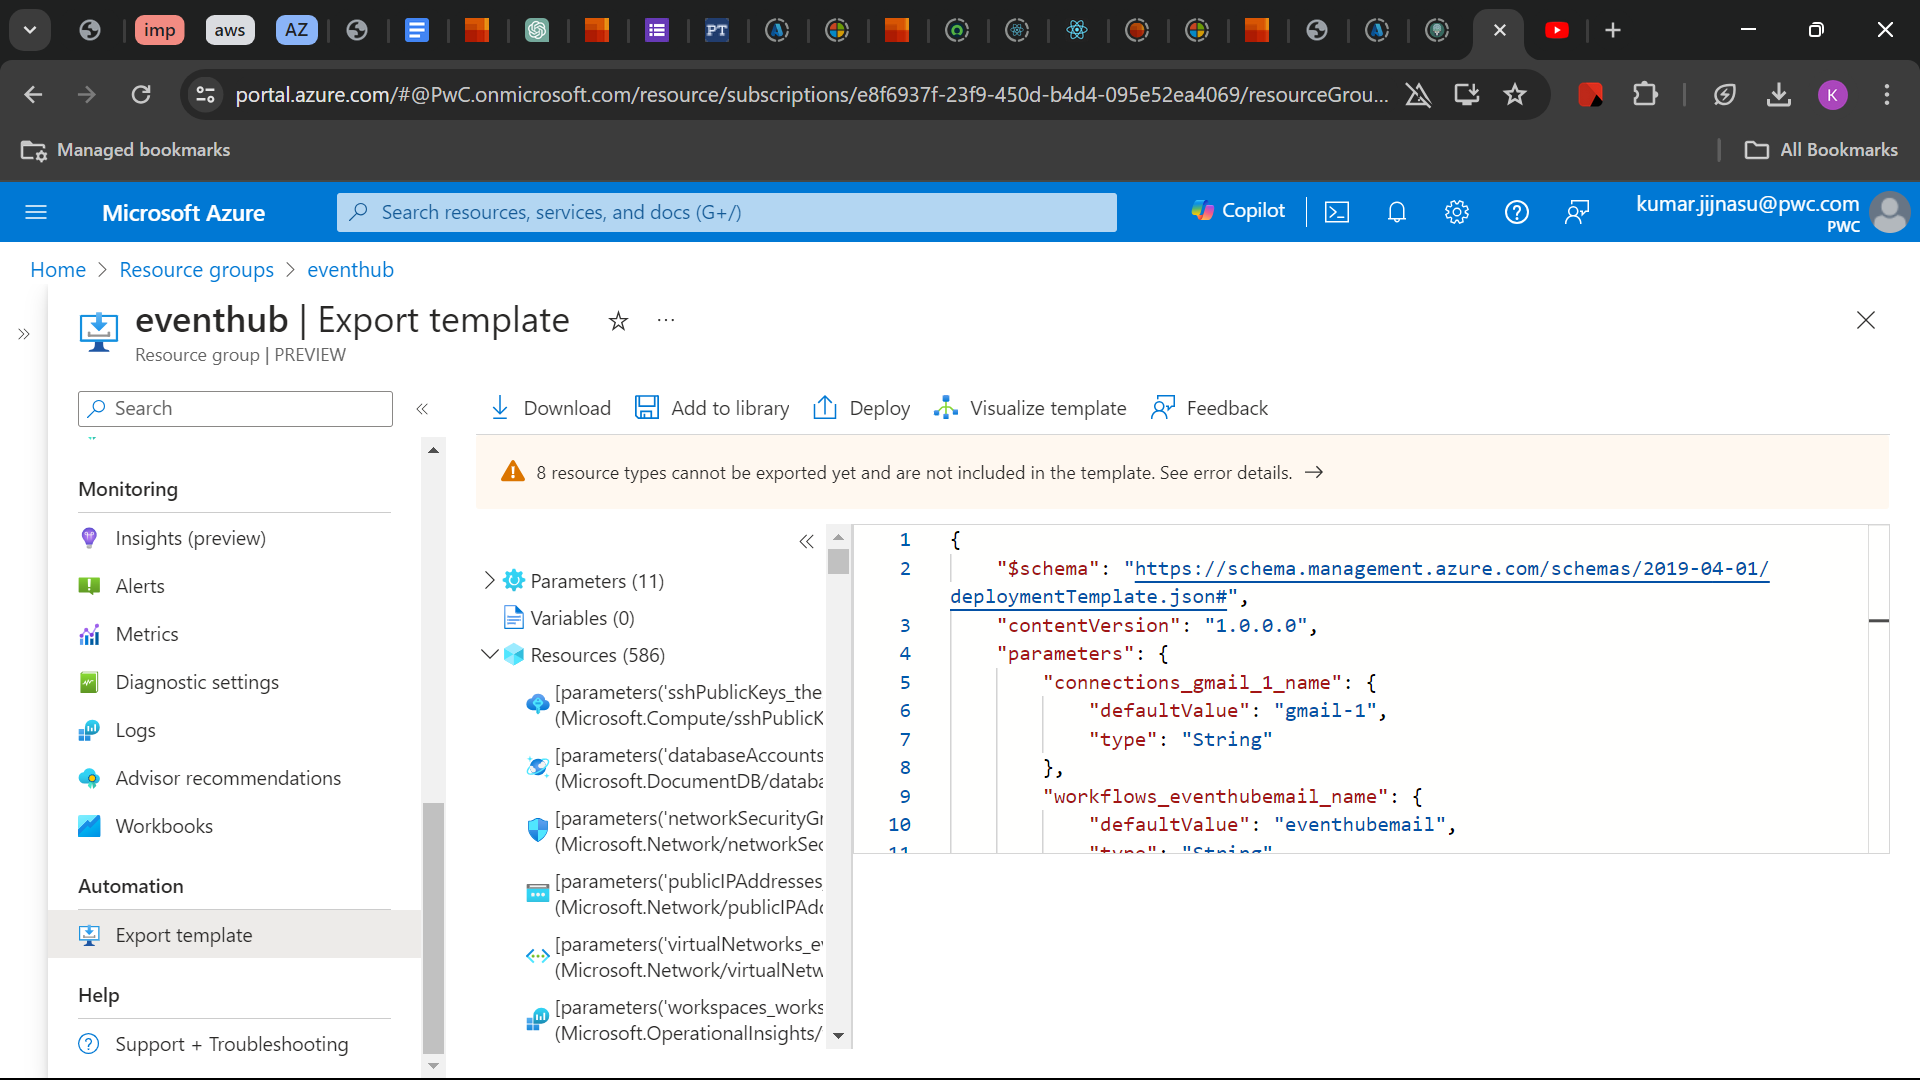 imp
aws
AZ
PT
portal.azure.com/#@PwC.onmicrosoft.com/resource/subscriptions/e8f6937f-23f9-450d-b4d4-095e52ea4069/resourceGrou...
K
Managed bookmarks
All Bookmarks
Microsoft Azure
Search resources, services, and docs (G+/)
Copilot
kumar.jijnasu@pwc.com
PWC
Home > Resource groups > eventhub
eventhub | Export template
Resource group | PREVIEW
Search
Download
Add to library
Deploy
Visualize template
Feedback
8 resource types cannot be exported yet and are not included in the template. See error details.
Monitoring
Insights (preview)
Alerts
Metrics
Diagnostic settings
Logs
Advisor recommendations
Workbooks
Automation
Export template
Help
Support + Troubleshooting
Parameters (11)
Variables (0)
Resources (586)
[parameters('sshPublicKeys_the
(Microsoft.Compute/sshPublicK
[parameters('databaseAccounts
(Microsoft.DocumentDB/databa
[parameters('networkSecurityGr
(Microsoft.Network/networkSec
[parameters('publicIPAddresses_
(Microsoft.Network/publicIPAdd
[parameters('virtualNetworks_ev
(Microsoft.Network/virtualNetw
[parameters('workspaces_works
(Microsoft.OperationalInsights/
1 {
2 "$schema": "https://schema.management.azure.com/schemas/2019-04-01/
deploymentTemplate.json#",
3 "contentVersion": "1.0.0.0",
4 "parameters": {
5 "connections_gmail_1_name": {
6 "defaultValue": "gmail-1",
7 "type": "String"
8 },
9 "workflows_eventhubemail_name": {
10 "defaultValue": "eventhubemail",
11 "type": "String"